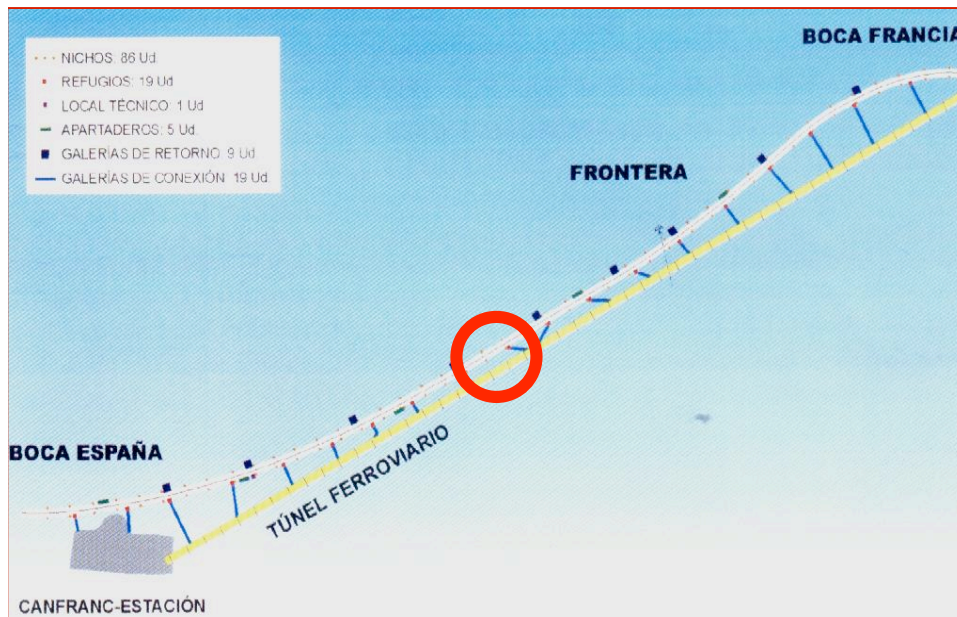 BOCA FRANCIA
NICHOS: 86 Ud.
REFUGIOS: 19 Ud.
LOCAL TÉCNICO: 1 Ud.
APARTADEROS: 5 Ud.
GALERÍAS DE RETORNO: 9 Ud.
GALERÍAS DE CONEXIÓN: 19 Ud.
FRONTERA
BOCA ESPAÑA
TÚNEL FERROVIARIO
CANFRANC-ESTACIÓN